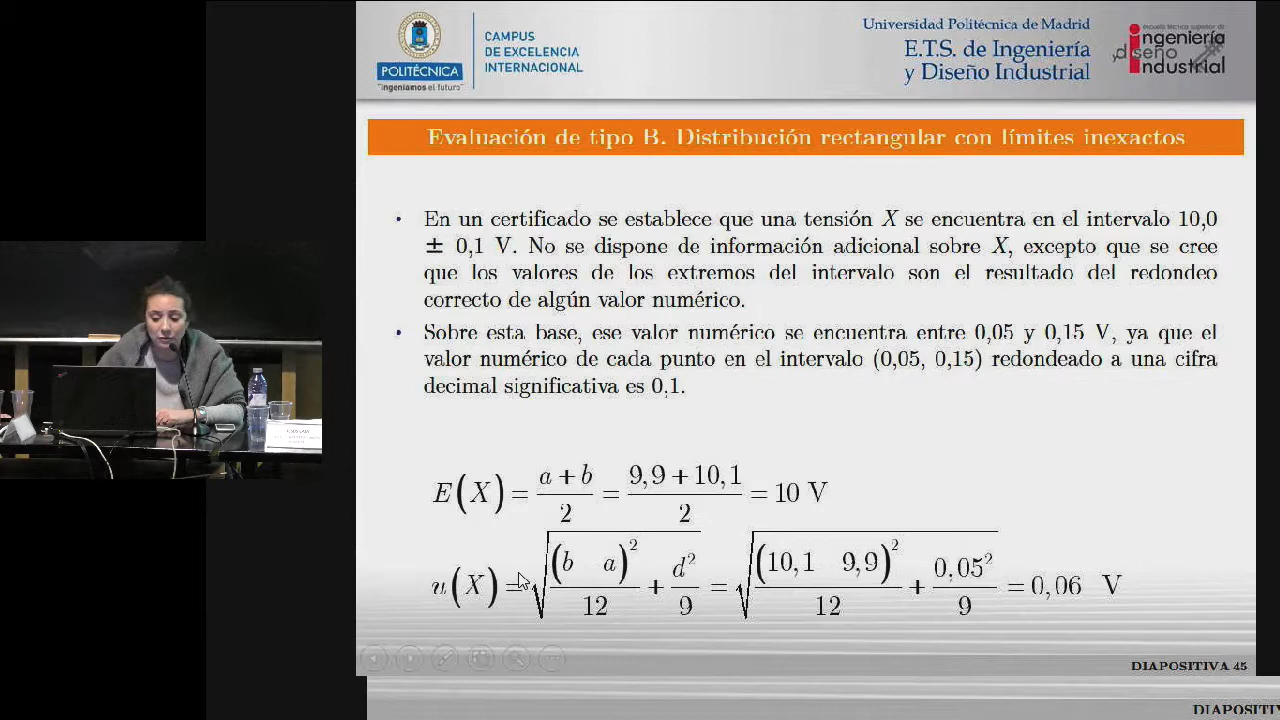 POLITÉCNICA
"Ingeniamos el futuro"
CAMPUS
DE EXCELENCIA
INTERNACIONAL
Universidad Politécnica de Madrid
E.T.S. de Ingeniería
y Diseño Industrial
escuela técnica superior de
ingeniería
y diseño
industrial
Evaluación de tipo B. Distribución rectangular con límites inexactos
• En un certificado se establece que una tensión X se encuentra en el intervalo 10,0
± 0,1 V. No se dispone de información adicional sobre X, excepto que se cree
que los valores de los extremos del intervalo son el resultado del redondeo
correcto de algún valor numérico.
• Sobre esta base, ese valor numérico se encuentra entre 0,05 y 0,15 V, ya que el
valor numérico de cada punto en el intervalo (0,05, 0,15) redondeado a una cifra
decimal significativa es 0,1.
E(X) = (a + b)/2 = (9,9 + 10,1)/2 = 10 V
u(X) = √((b a)²/12 + d²/9) = √((10,1 9,9)²/12 + 0,05²/9) = 0,06 V
DIAPOSITIVA 45
DIAPOSITIV